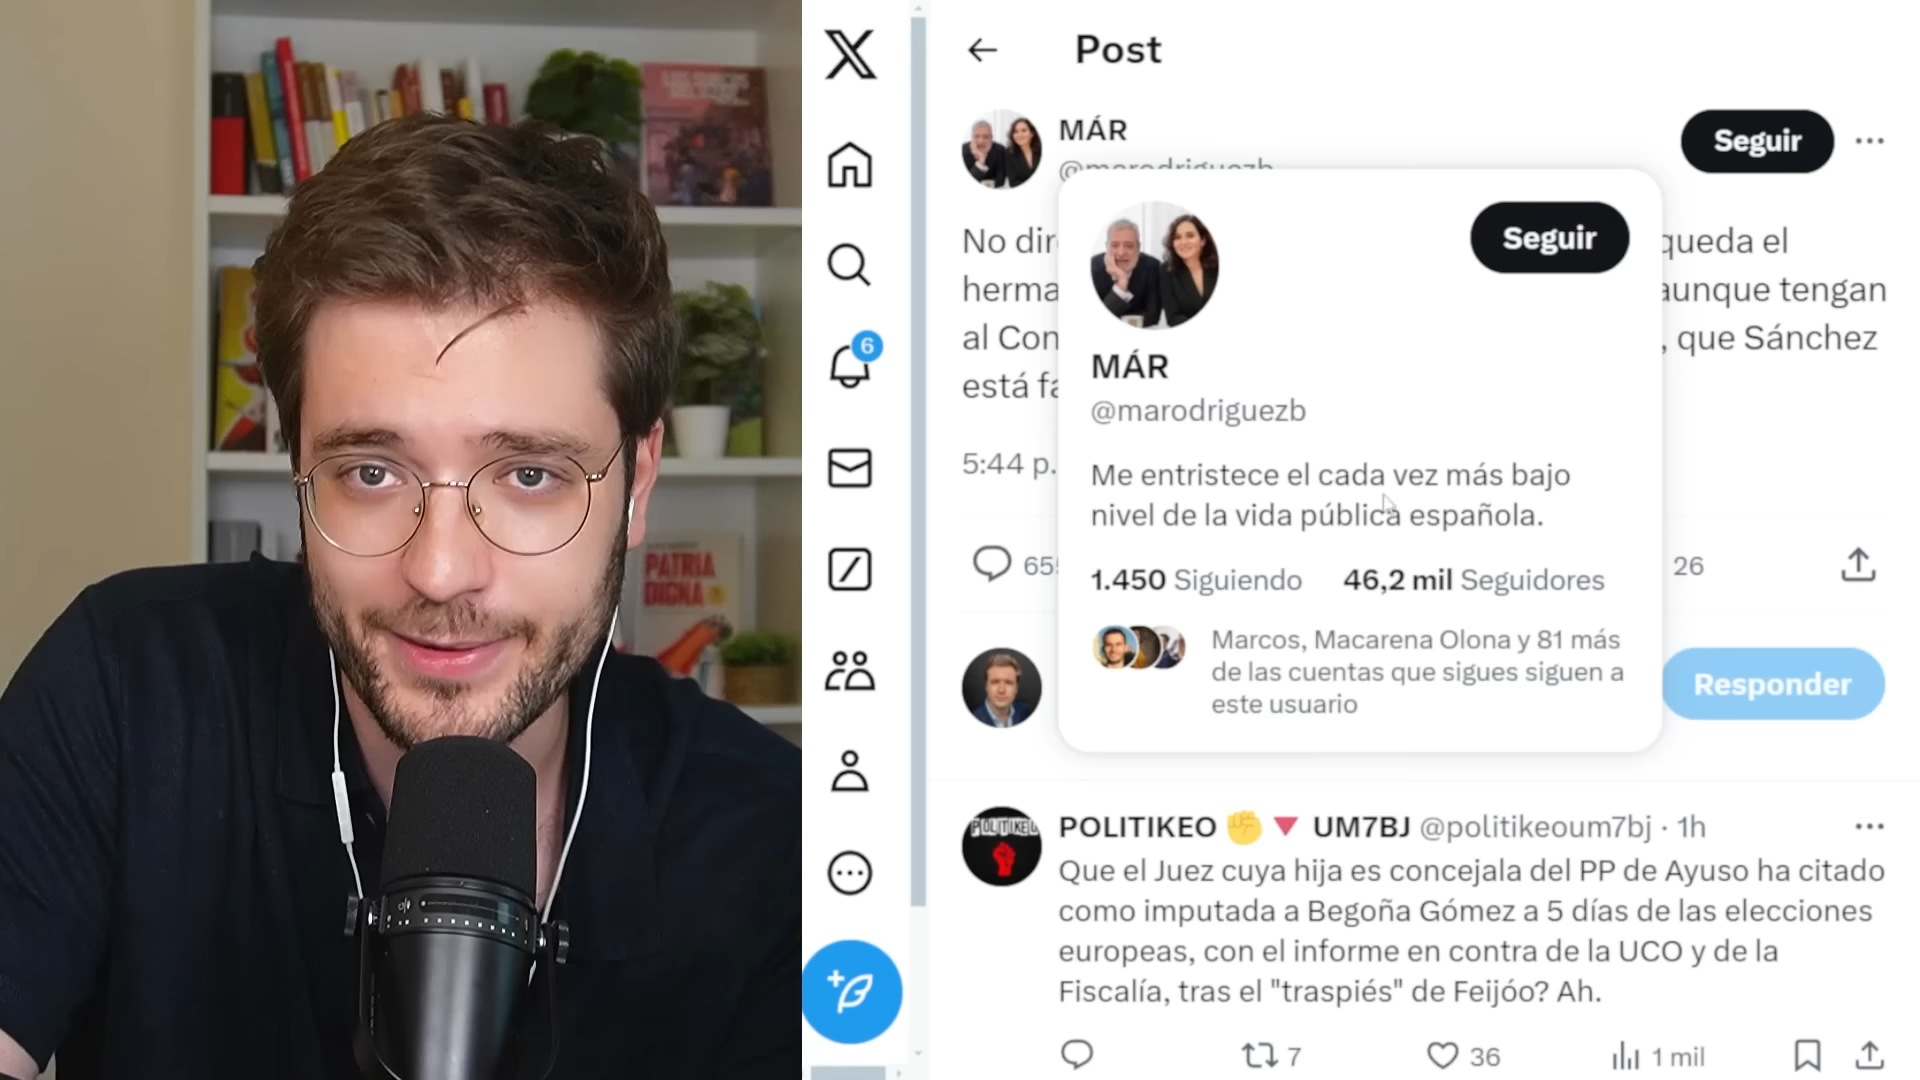 Post
MÁR
Seguir
@marodriguezb
No dir
queda el
herma
aunque tengan
al Con
, que Sánchez
está fa
5:44 p.
Seguir
MÁR
@marodriguezb
Me entristece el cada vez más bajo
nivel de la vida pública española.
1.450 Siguiendo 46,2 mil Seguidores
Marcos, Macarena Olona y 81 más
de las cuentas que sigues siguen a
este usuario
65
26
Responder
6
POLITIKEO ✊🔻 UM7BJ @politikeoum7bj · 1h
Que el Juez cuya hija es concejala del PP de Ayuso ha citado
como imputada a Begoña Gómez a 5 días de las elecciones
europeas, con el informe en contra de la UCO y de la
Fiscalía, tras el "traspiés" de Feijóo? Ah.
7 36 1 mil
PATRIA
DIGNA